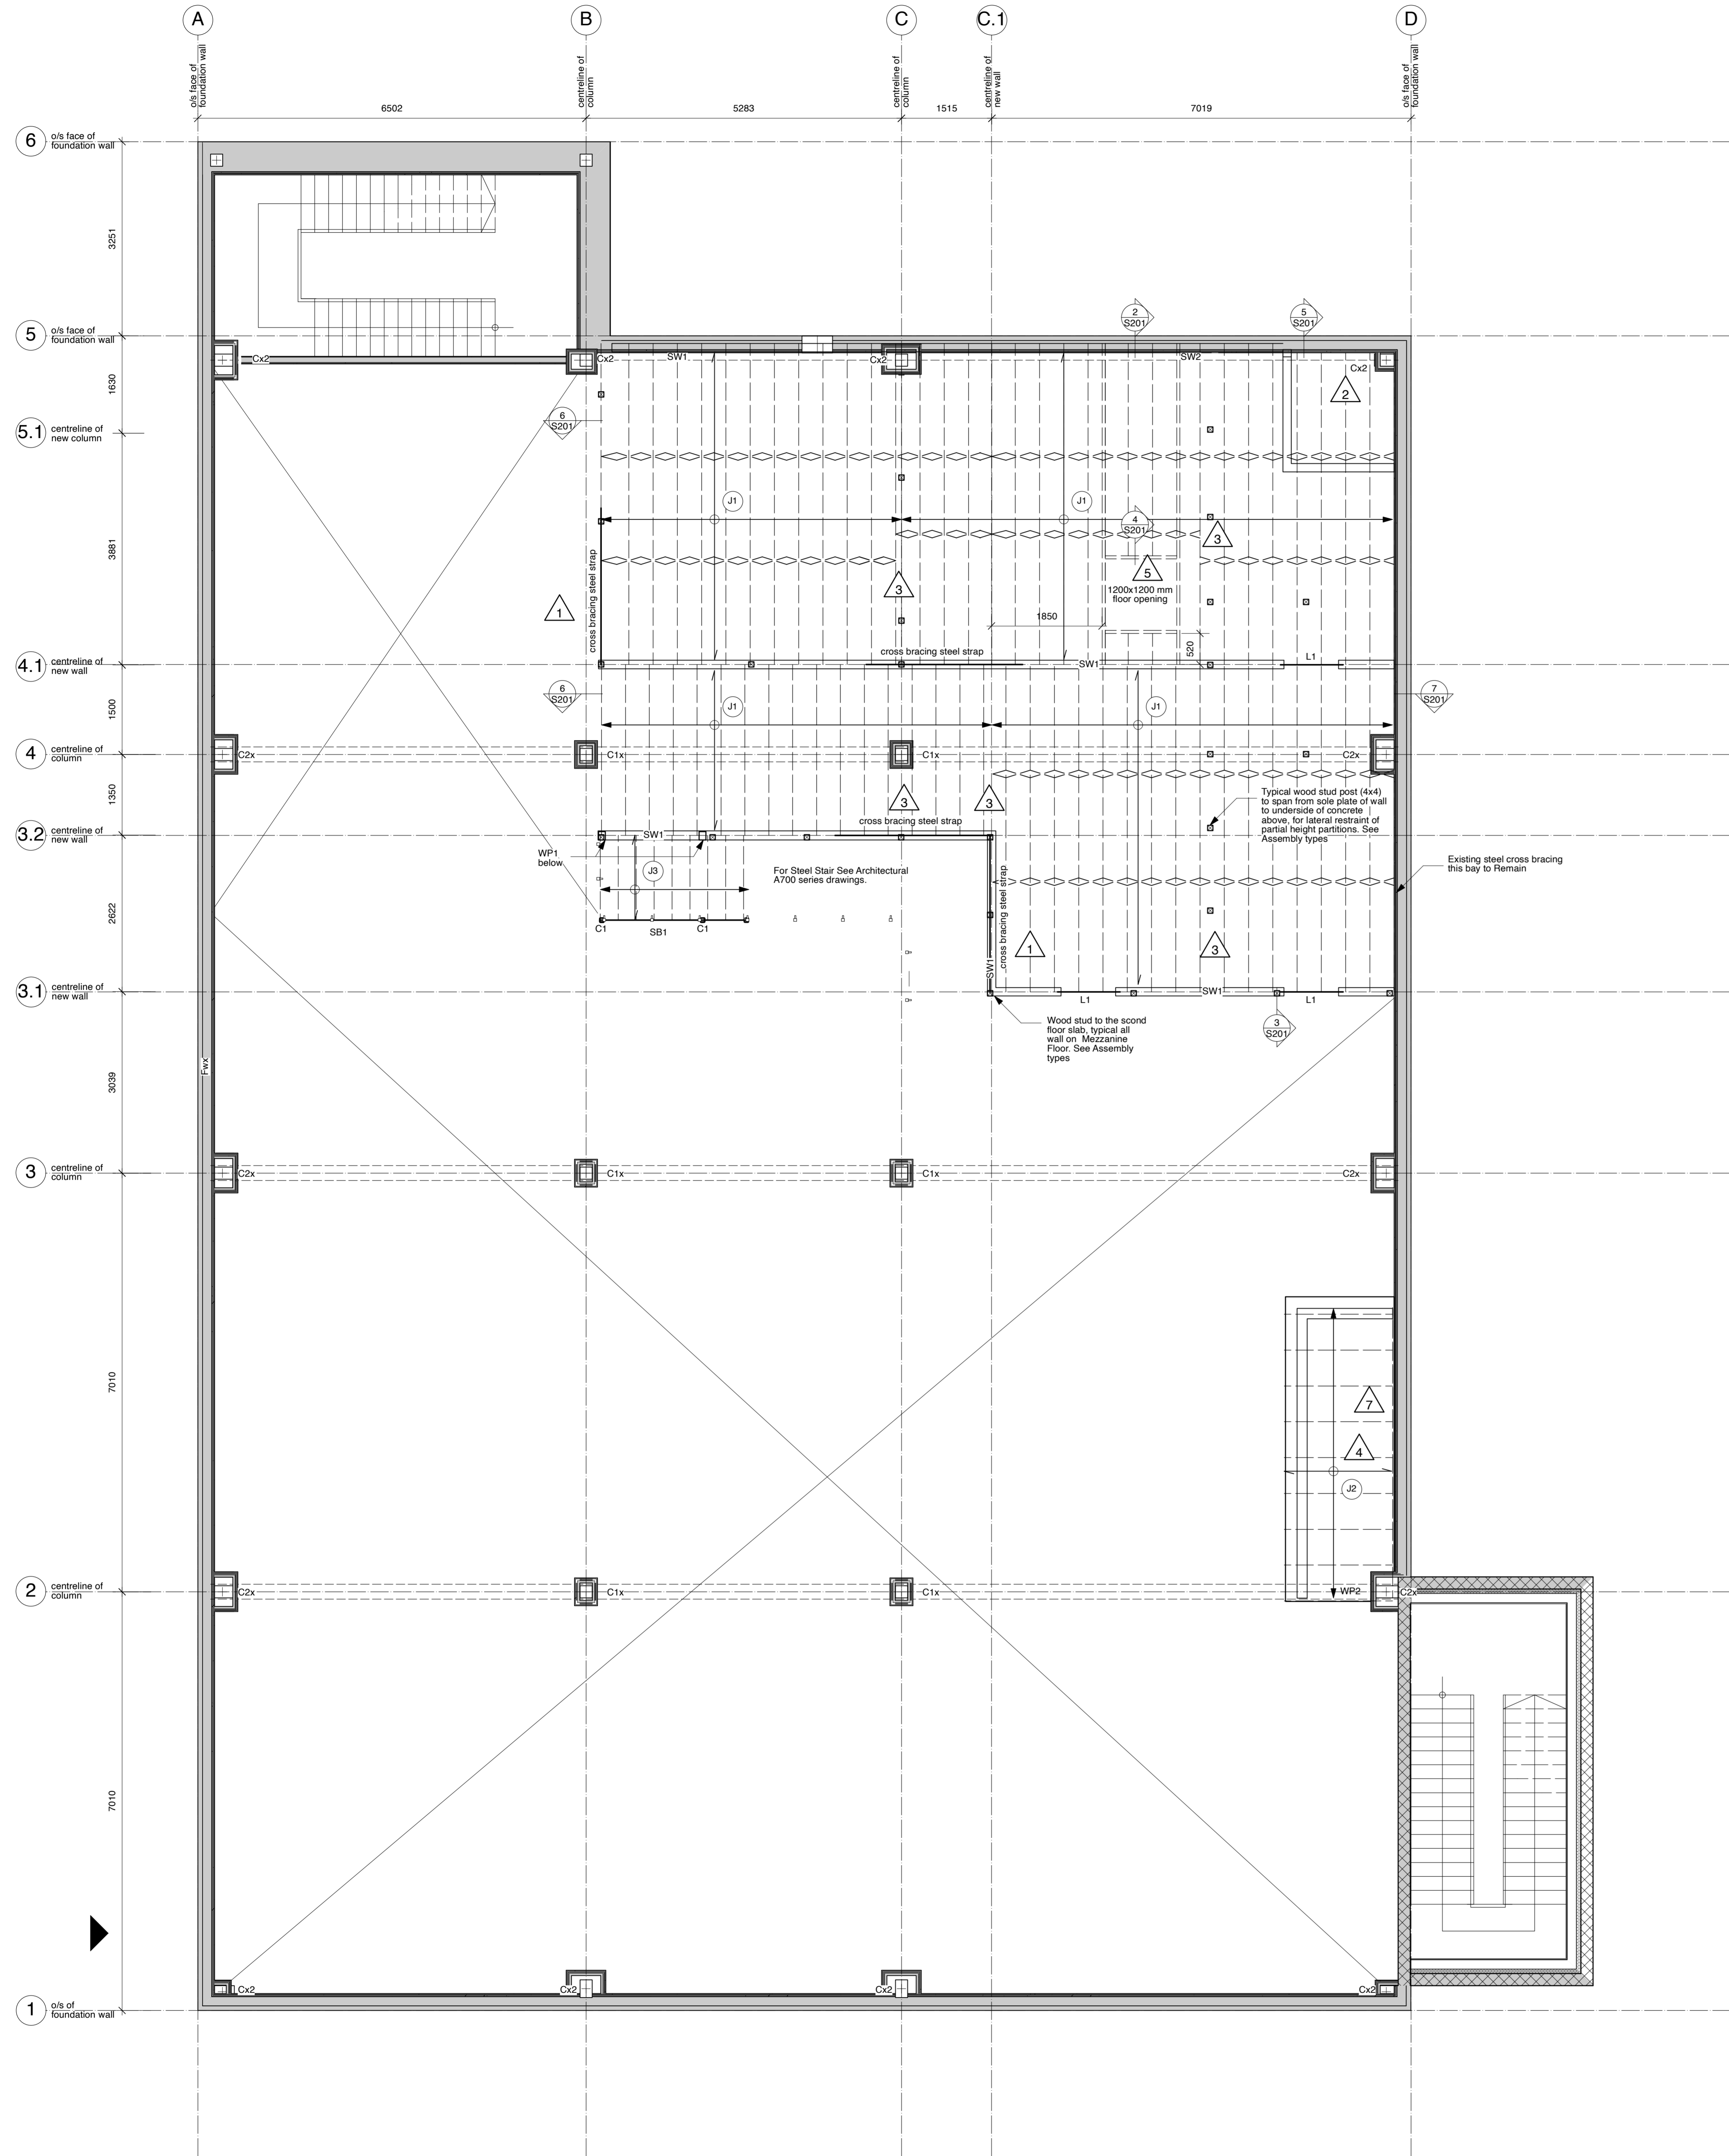 A
B
C
C.1
D
o/s face of
foundation wall
centreline of
column
centreline of
column
centreline of
new wall
o/s face of
foundation wall
6502
5283
1515
7019
6
o/s face of
foundation wall
3251
5
o/s face of
foundation wall
2
S201
5
S201
Cx2
Cx2
SW1
Cx2
SW2
Cx2
1630
2
6
S201
5.1
centreline of
new column
J1
J1
4
S201
3
3881
cross bracing steel strap
3
5
1200x1200 mm
floor opening
1
1850
520
cross bracing steel strap
4.1
centreline of
new wall
SW1
L1
6
S201
7
S201
1500
J1
J1
4
centreline of
column
C2x
C1x
C1x
C2x
1350
3
3
Typical wood stud post (4x4)
to span from sole plate of wall
to underside of concrete
above, for lateral restraint of
partial height partitions. See
Assembly types
cross bracing steel strap
3.2
centreline of
new wall
SW1
WP1
below
J3
For Steel Stair See Architectural
A700 series drawings.
Existing steel cross bracing
this bay to Remain
2622
cross bracing steel strap
C1
SB1
C1
1
3
SW1
3.1
centreline of
new wall
L1
SW1
L1
Wood stud to the scond
floor slab, typical all
wall on Mezzanine
Floor. See Assembly
types
3
S201
Fwx
3039
3
centreline of
column
C2x
C1x
C1x
C2x
7010
7
4
J2
2
centreline of
column
C2x
C1x
C1x
WP2
C2x
7010
Cx2
Cx2
Cx2
Cx2
1
o/s of
foundation wall